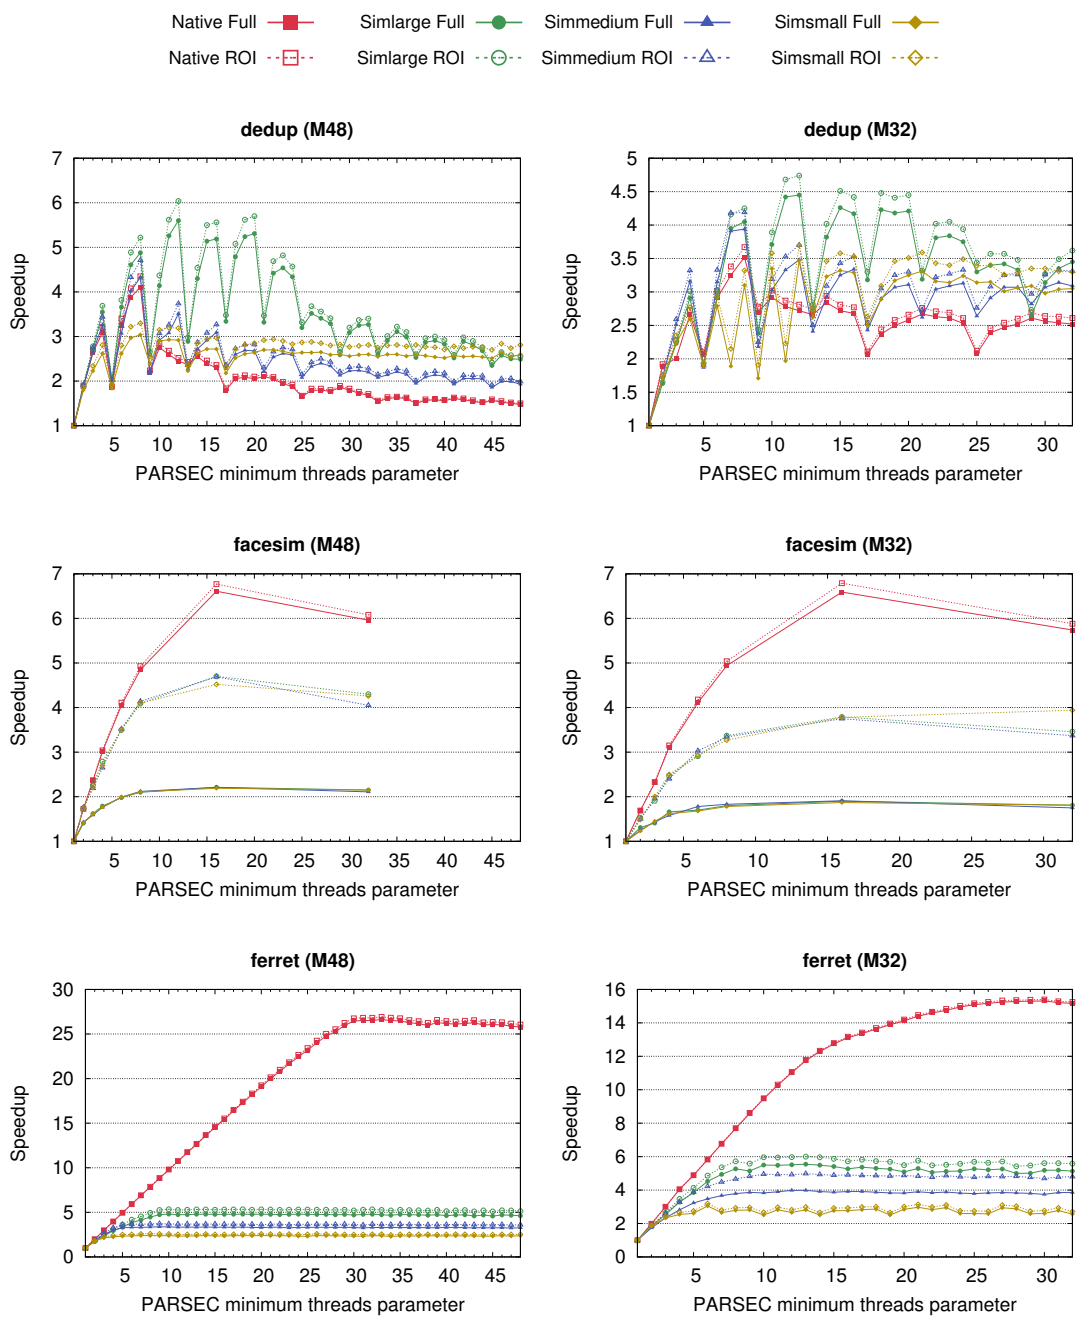 Native Full Simlarge Full Simmedium Full Simsmall Full
Native ROI Simlarge ROI Simmedium ROI Simsmall ROI
dedup (M48)
7
6
5
4
3
2
1
Speedup
5 10 15 20 25 30 35 40 45
PARSEC minimum threads parameter
dedup (M32)
5
4.5
4
3.5
3
2.5
2
1.5
1
Speedup
5 10 15 20 25 30
PARSEC minimum threads parameter
facesim (M48)
7
6
5
4
3
2
1
Speedup
5 10 15 20 25 30 35 40 45
PARSEC minimum threads parameter
facesim (M32)
7
6
5
4
3
2
1
Speedup
5 10 15 20 25 30
PARSEC minimum threads parameter
ferret (M48)
30
25
20
15
10
5
0
Speedup
5 10 15 20 25 30 35 40 45
PARSEC minimum threads parameter
ferret (M32)
16
14
12
10
8
6
4
2
0
Speedup
5 10 15 20 25 30
PARSEC minimum threads parameter